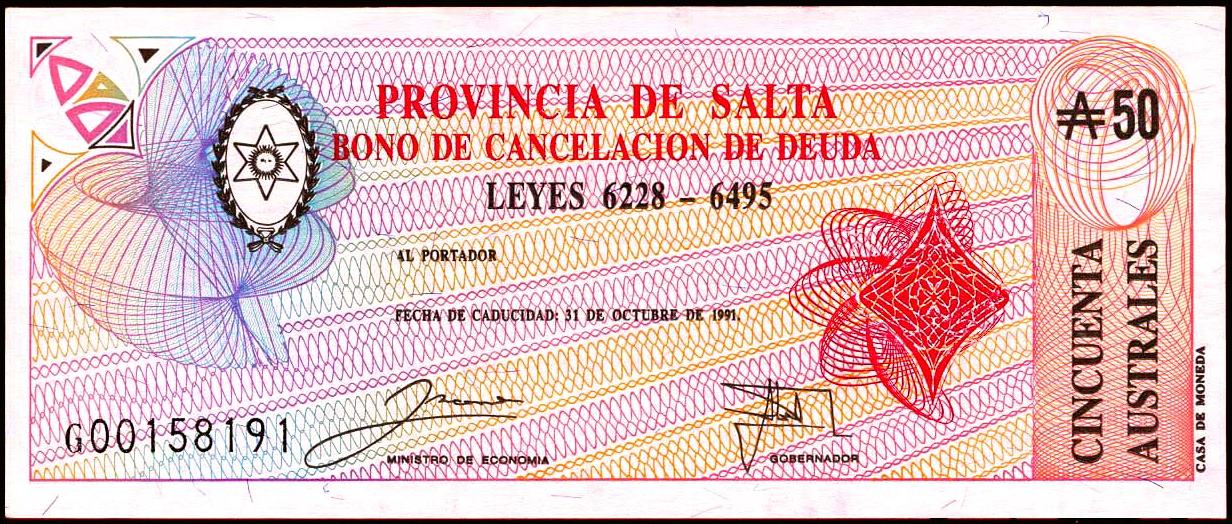 PROVINCIA DE SALTA
BONO DE CANCELACION DE DEUDA
LEYES 6228 – 6495
AL PORTADOR
FECHA DE CADUCIDAD: 31 DE OCTUBRE DE 1991.
G00158191
MINISTRO DE ECONOMIA
GOBERNADOR
₳ 50
CINCUENTA
AUSTRALES
CASA DE MONEDA